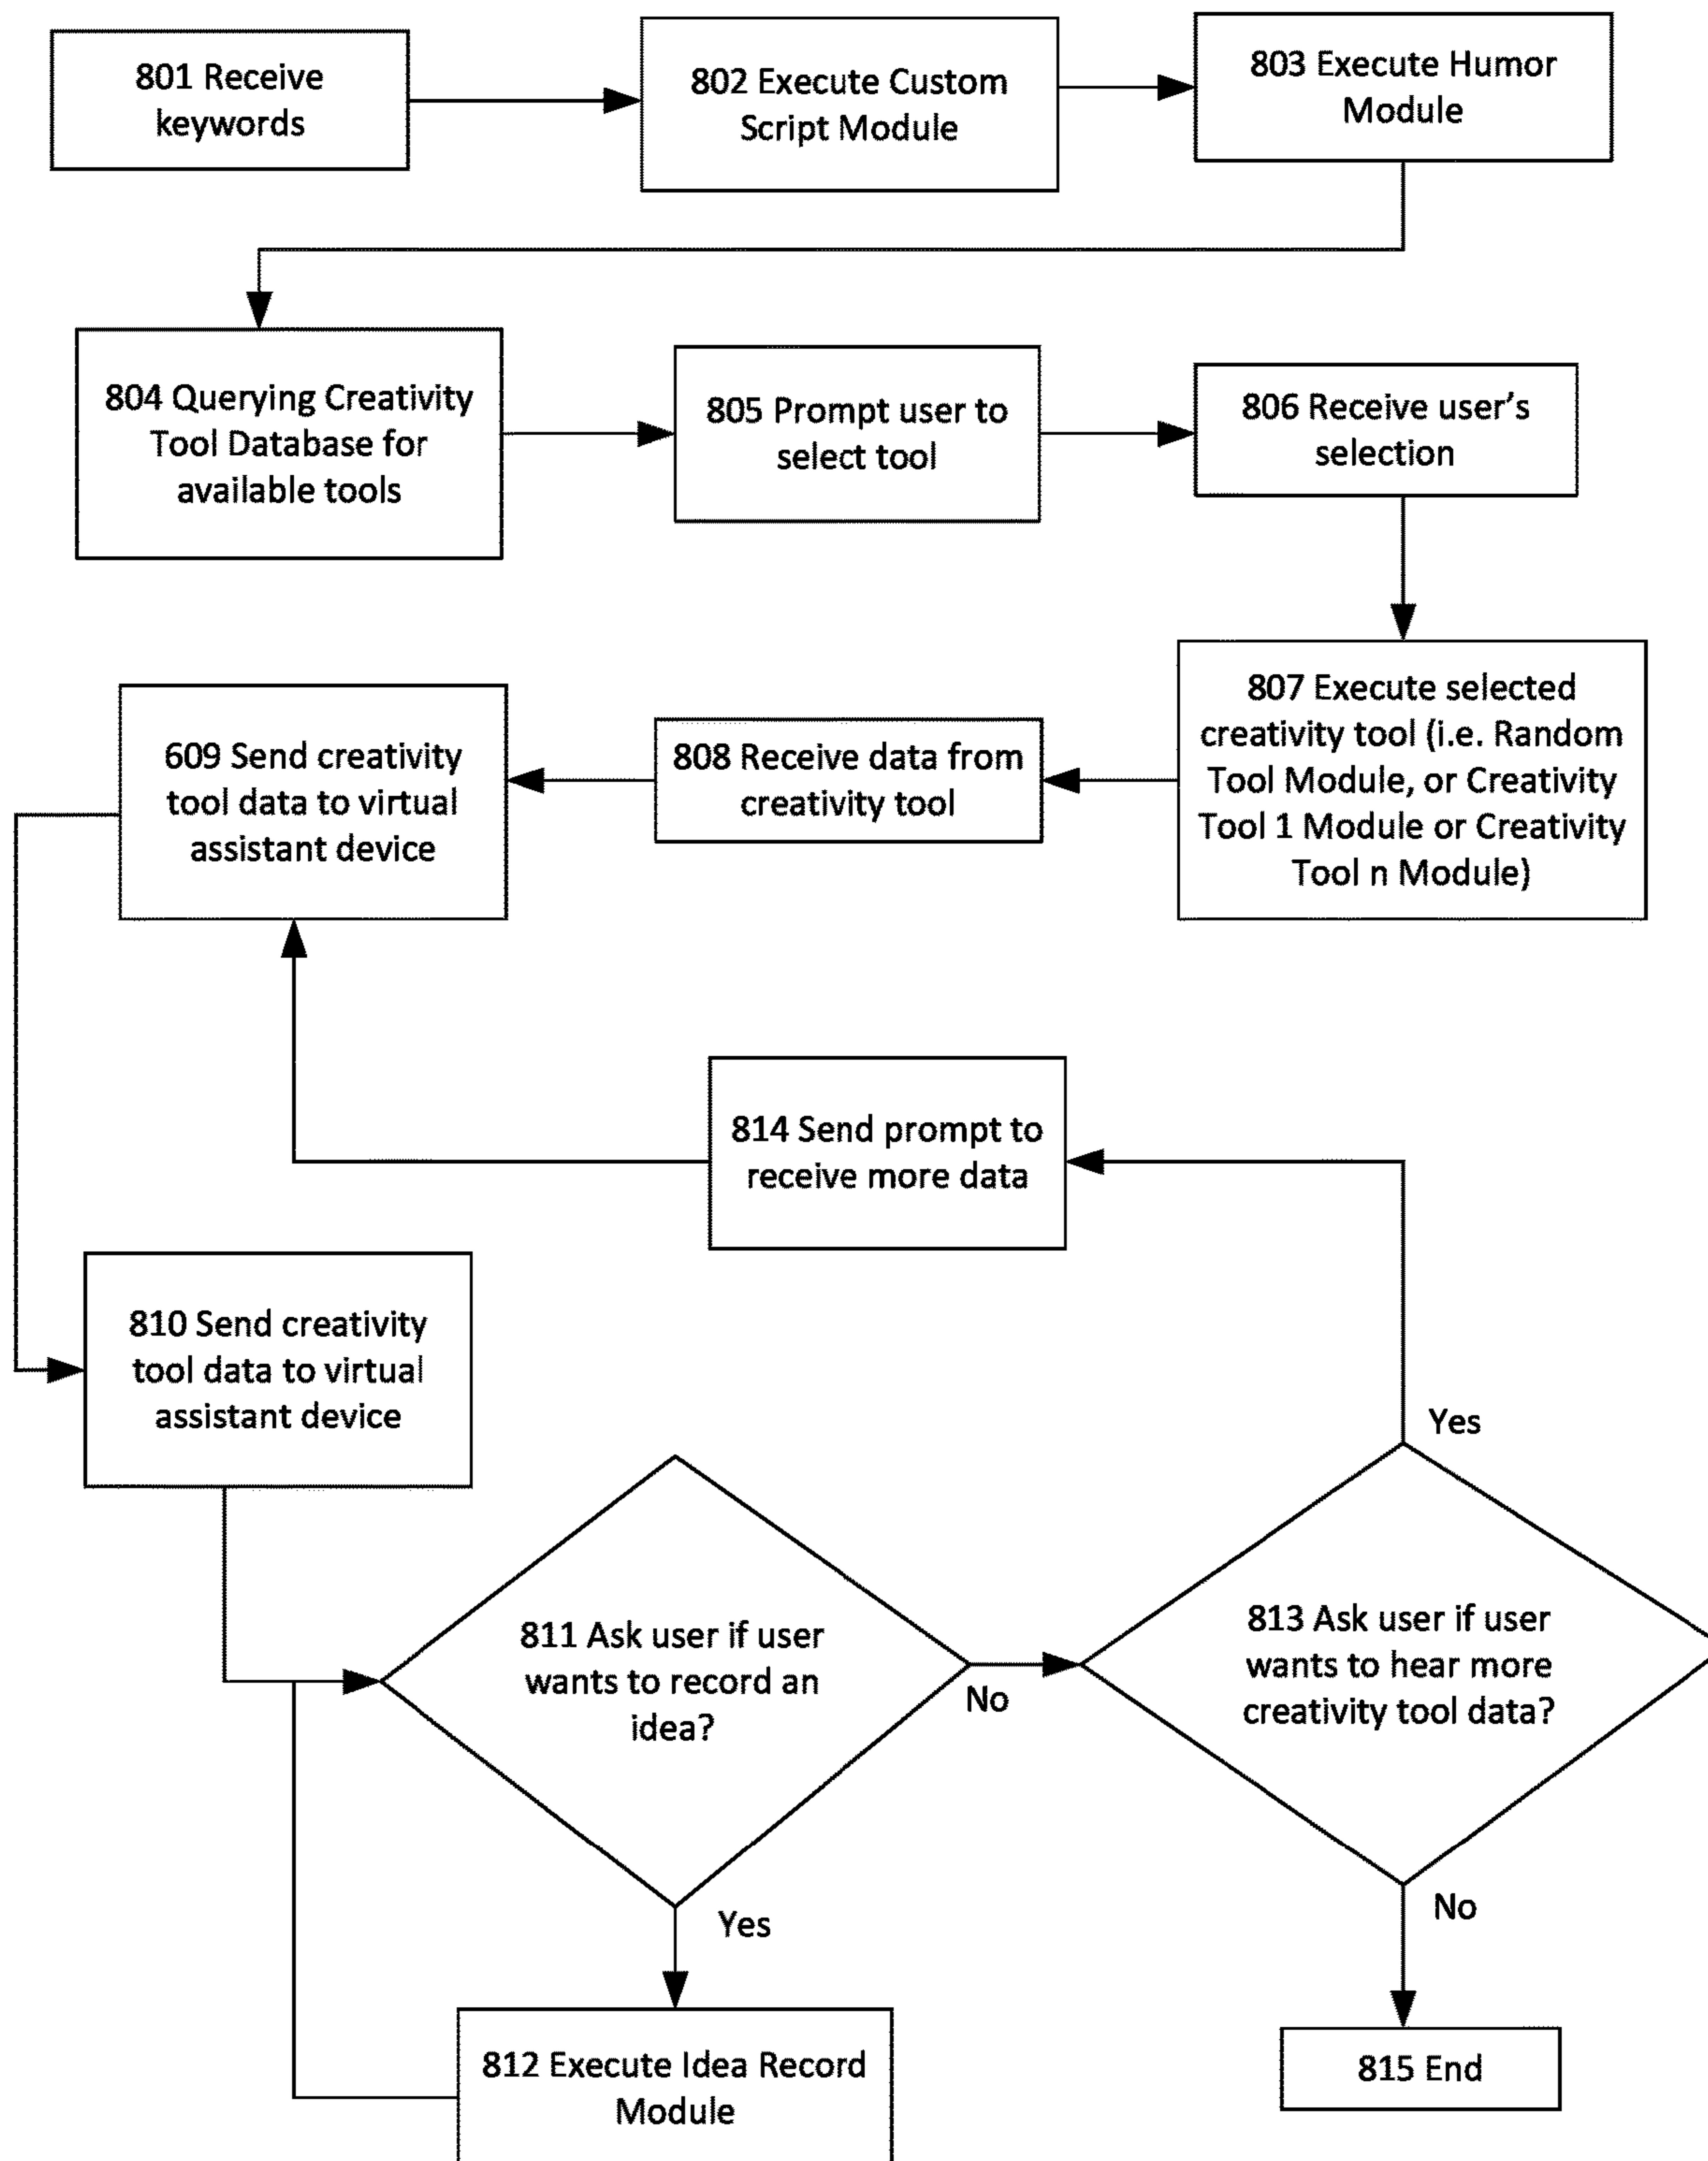 801 Receive
keywords
802 Execute Custom
Script Module
803 Execute Humor
Module
804 Querying Creativity
Tool Database for
available tools
805 Prompt user to
select tool
806 Receive user’s
selection
807 Execute selected
creativity tool (i.e. Random
Tool Module, or Creativity
Tool 1 Module or Creativity
Tool n Module)
808 Receive data from
creativity tool
609 Send creativity
tool data to virtual
assistant device
814 Send prompt to
receive more data
810 Send creativity
tool data to virtual
assistant device
811 Ask user if user
wants to record an
idea?
No
Yes
813 Ask user if user
wants to hear more
creativity tool data?
Yes
No
812 Execute Idea Record
Module
815 End